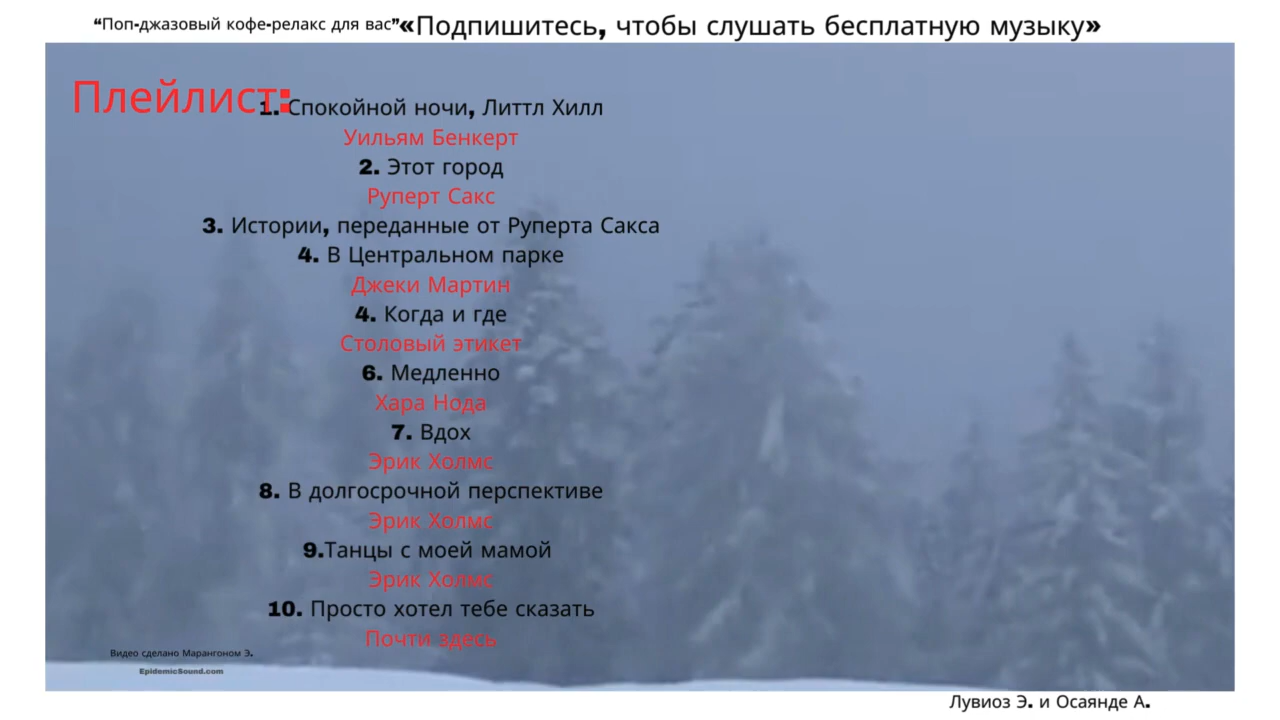 “Поп-джазовый кофе-релакс для вас”«Подпишитесь, чтобы слушать бесплатную музыку»
Плейлист:
1. Спокойной ночи, Литтл Хилл
Уильям Бенкерт
2. Этот город
Руперт Сакс
3. Истории, переданные от Руперта Сакса
4. В Центральном парке
Джеки Мартин
4. Когда и где
Столовый этикет
6. Медленно
Хара Нода
7. Вдох
Эрик Холмс
8. В долгосрочной перспективе
Эрик Холмс
9.Танцы с моей мамой
Эрик Холмс
10. Просто хотел тебе сказать
Почти здесь
Видео сделано Марангоном Э.
EpidemicSound.com
Лувиоз Э. и Осаянде А.